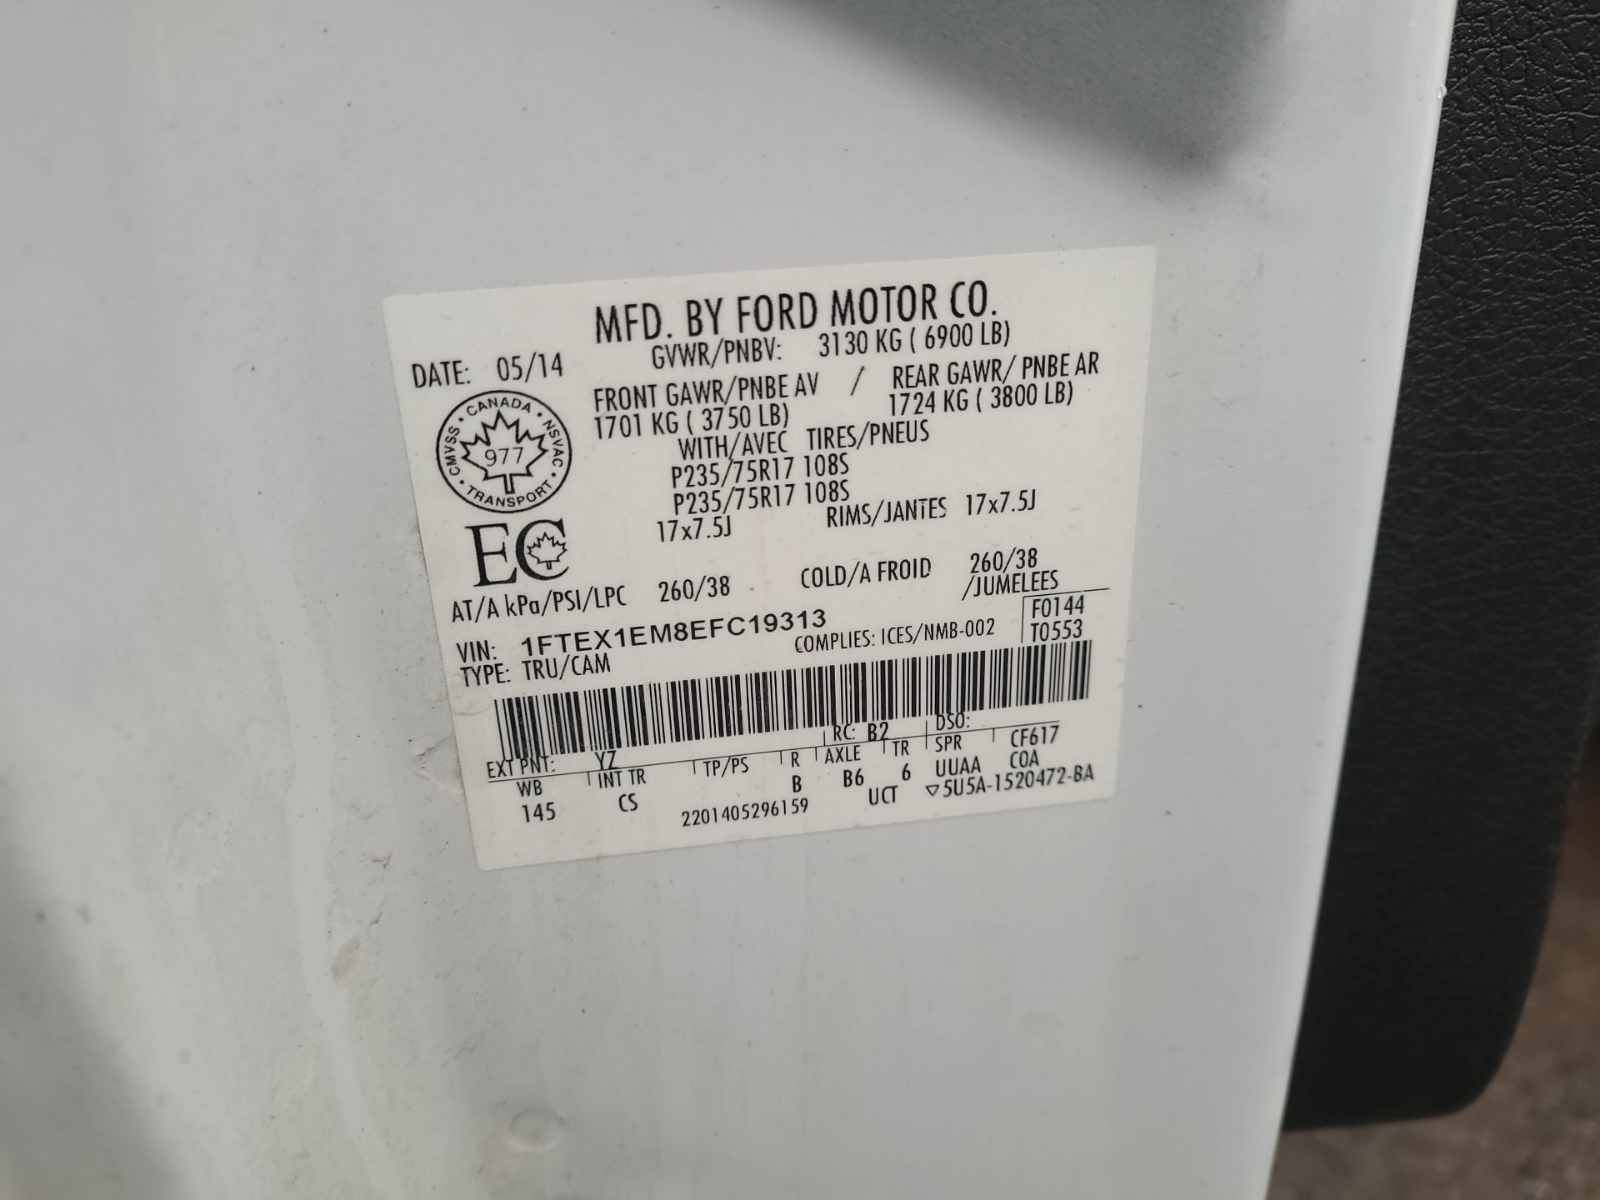 MFD. BY FORD MOTOR CO.
DATE: 05/14
GVWR/PNBV: 3130 KG ( 6900 LB)
FRONT GAWR/PNBE AV / REAR GAWR/ PNBE AR
1701 KG ( 3750 LB) 1724 KG ( 3800 LB)
WITH/AVEC TIRES/PNEUS
P235/75R17 108S
P235/75R17 108S
17x7.5J RIMS/JANTES 17x7.5J
CANADA
CMVSS NSVAC
977
TRANSPORT
EC
AT/A kPa/PSI/LPC 260/38 COLD/A FROID 260/38
/JUMELEES
VIN: 1FTEX1EM8EFC19313
COMPLIES: ICES/NMB-002
F0144
T0553
TYPE: TRU/CAM
EXT PNT: YZ RC: B2 DSO:
WB INT TR TP/PS R AXLE TR SPR CF617
145 CS B B6 6 UUAA COA
2201405296159 UCT ▽5U5A-1520472-BA